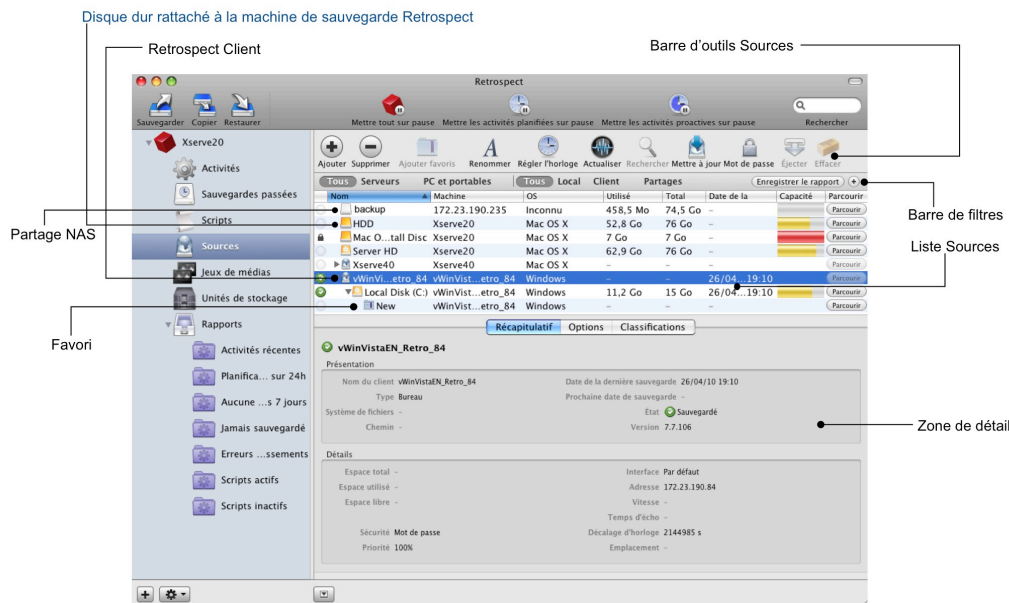 Disque dur rattaché à la machine de sauvegarde Retrospect
Retrospect Client
Barre d'outils Sources
Retrospect
Sauvegarder Copier Restaurer
Mettre tout sur pause Mettre les activités planifiées sur pause Mettre les activités proactives sur pause
Rechercher
Xserve20
Activités
Sauvegardes passées
Scripts
Sources
Jeux de médias
Unités de stockage
Rapports
Activités récentes
Planifica... sur 24h
Aucune ...s 7 jours
Jamais sauvegardé
Erreurs ...ssements
Scripts actifs
Scripts inactifs
Ajouter Supprimer Ajouter favoris Renommer Régler l'horloge Actualiser Rechercher Mettre à jour Mot de passe Éjecter Effacer
Tous Serveurs PC et portables Tous Local Client Partages Enregistrer le rapport +
Nom Machine OS Utilisé Total Date de la Capacité Parcourir
backup 172.23.190.235 Inconnu 458,5 Mo 74,5 Go – Parcourir
HDD Xserve20 Mac OS X 52,8 Go 76 Go – Parcourir
Mac O...tall Disc Xserve20 Mac OS X 7 Go 7 Go – Parcourir
Server HD Xserve20 Mac OS X 62,9 Go 76 Go – Parcourir
Xserve40 Xserve40 Mac OS X – – – Parcourir
vWinVi...etro_84 vWinVist...etro_84 Windows – – 26/04...19:10 Parcourir
Local Disk (C:) vWinVist...etro_84 Windows 11,2 Go 15 Go 26/04...19:10 Parcourir
New vWinVist...etro_84 Windows – – – Parcourir
Partage NAS
Favori
Barre de filtres
Liste Sources
Zone de détail
Récapitulatif Options Classifications
vWinVistaEN_Retro_84
Présentation
Nom du client vWinVistaEN_Retro_84
Type Bureau
Système de fichiers –
Chemin –
Date de la dernière sauvegarde 26/04/10 19:10
Prochaine date de sauvegarde –
État Sauvegardé
Version 7.7.106
Détails
Espace total –
Espace utilisé –
Espace libre –
Sécurité Mot de passe
Priorité 100%
Interface Par défaut
Adresse 172.23.190.84
Vitesse –
Temps d'écho –
Décalage d'horloge 2144985 s
Emplacement –